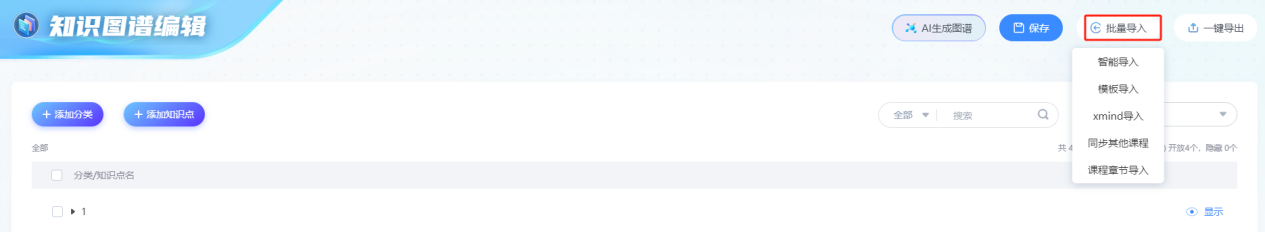 知识图谱编辑
AI生成图谱 保存 批量导入 一键导出
智能导入
模板导入
xmind导入
同步其他课程
课程章节导入
+ 添加分类 + 添加知识点
全部 搜索
全部
共 4 开放4个, 隐藏 0个
分类/知识点名
1 显示